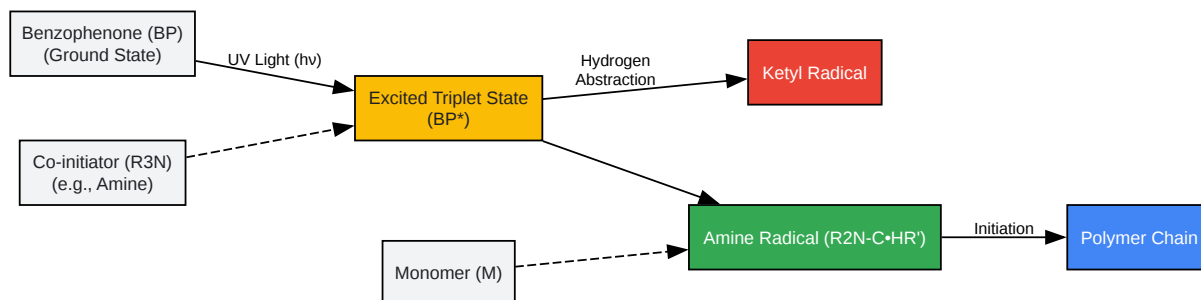 Benzophenone (BP)
(Ground State)
UV Light (hν)
Hydrogen
Abstraction
Ketyl Radical
Excited Triplet State
(BP*)
Co-initiator (R3N)
(e.g., Amine)
Amine Radical (R2N-C•HR')
Initiation
Polymer Chain
Monomer (M)